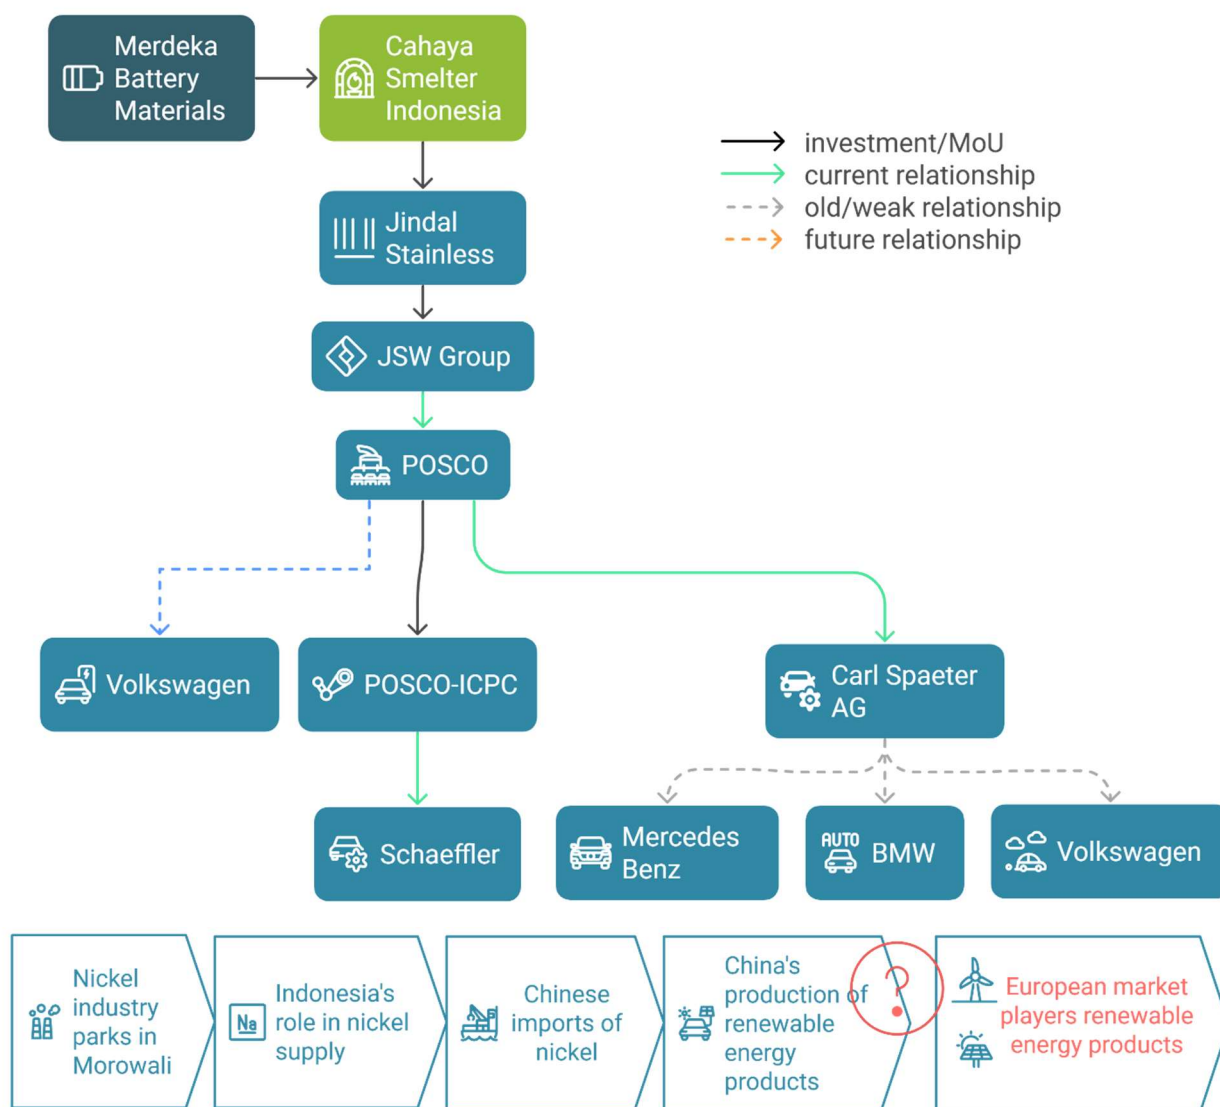 Merdeka
Battery
Materials
Cahaya
Smelter
Indonesia
investment/MoU
current relationship
old/weak relationship
future relationship
Jindal
Stainless
JSW Group
POSCO
Volkswagen
POSCO-ICPC
Carl Spaeter
AG
Schaeffler
Mercedes
Benz
AUTO
BMW
Volkswagen
Nickel
industry
parks in
Morowali
Na
Indonesia's
role in nickel
supply
Chinese
imports of
nickel
China's
production of
renewable
energy
products
?
European market
players renewable
energy products